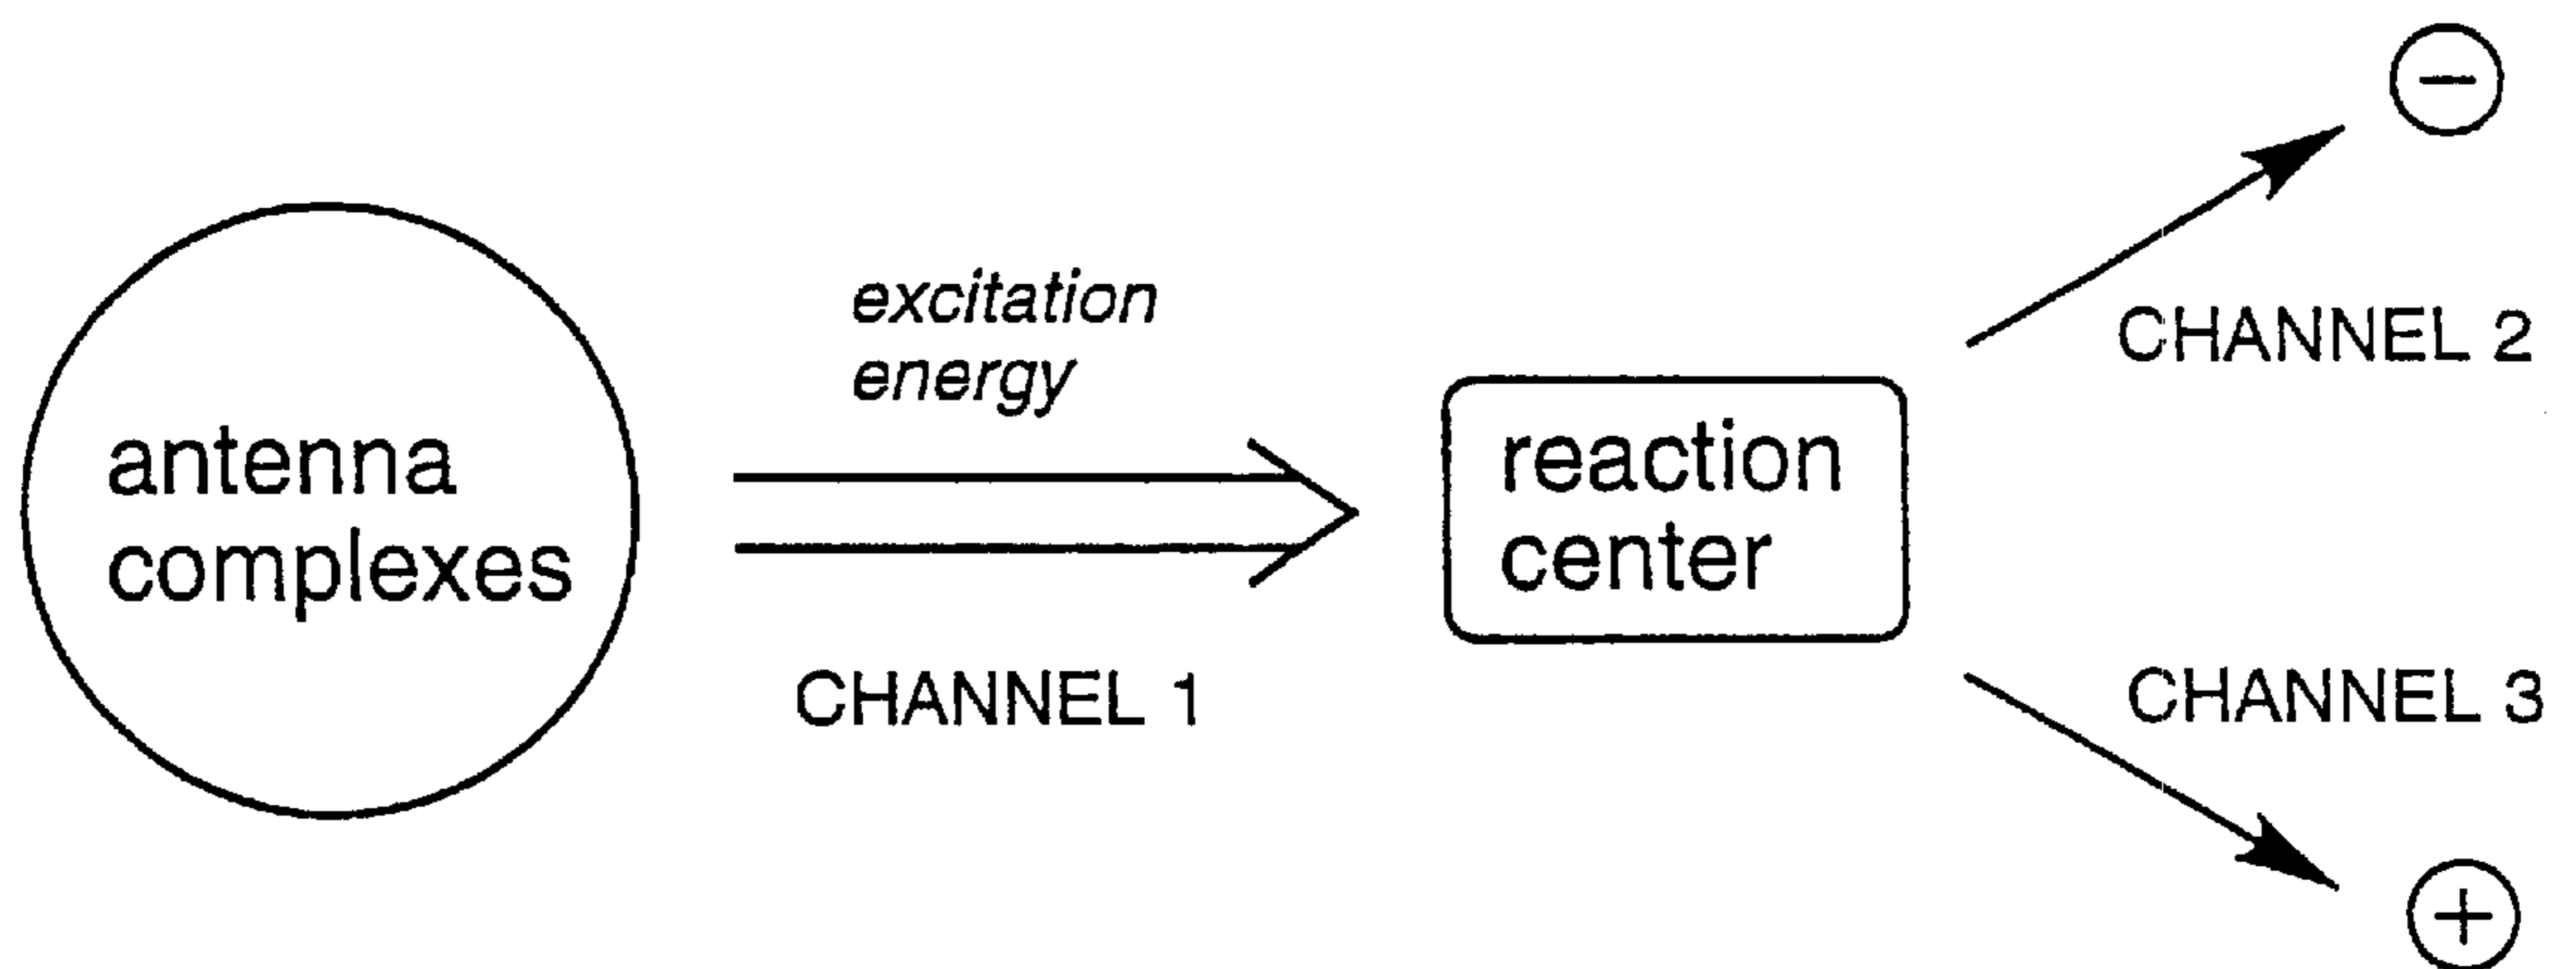 antenna
complexes
excitation
energy
CHANNEL 1
reaction
center
−
CHANNEL 2
CHANNEL 3
+